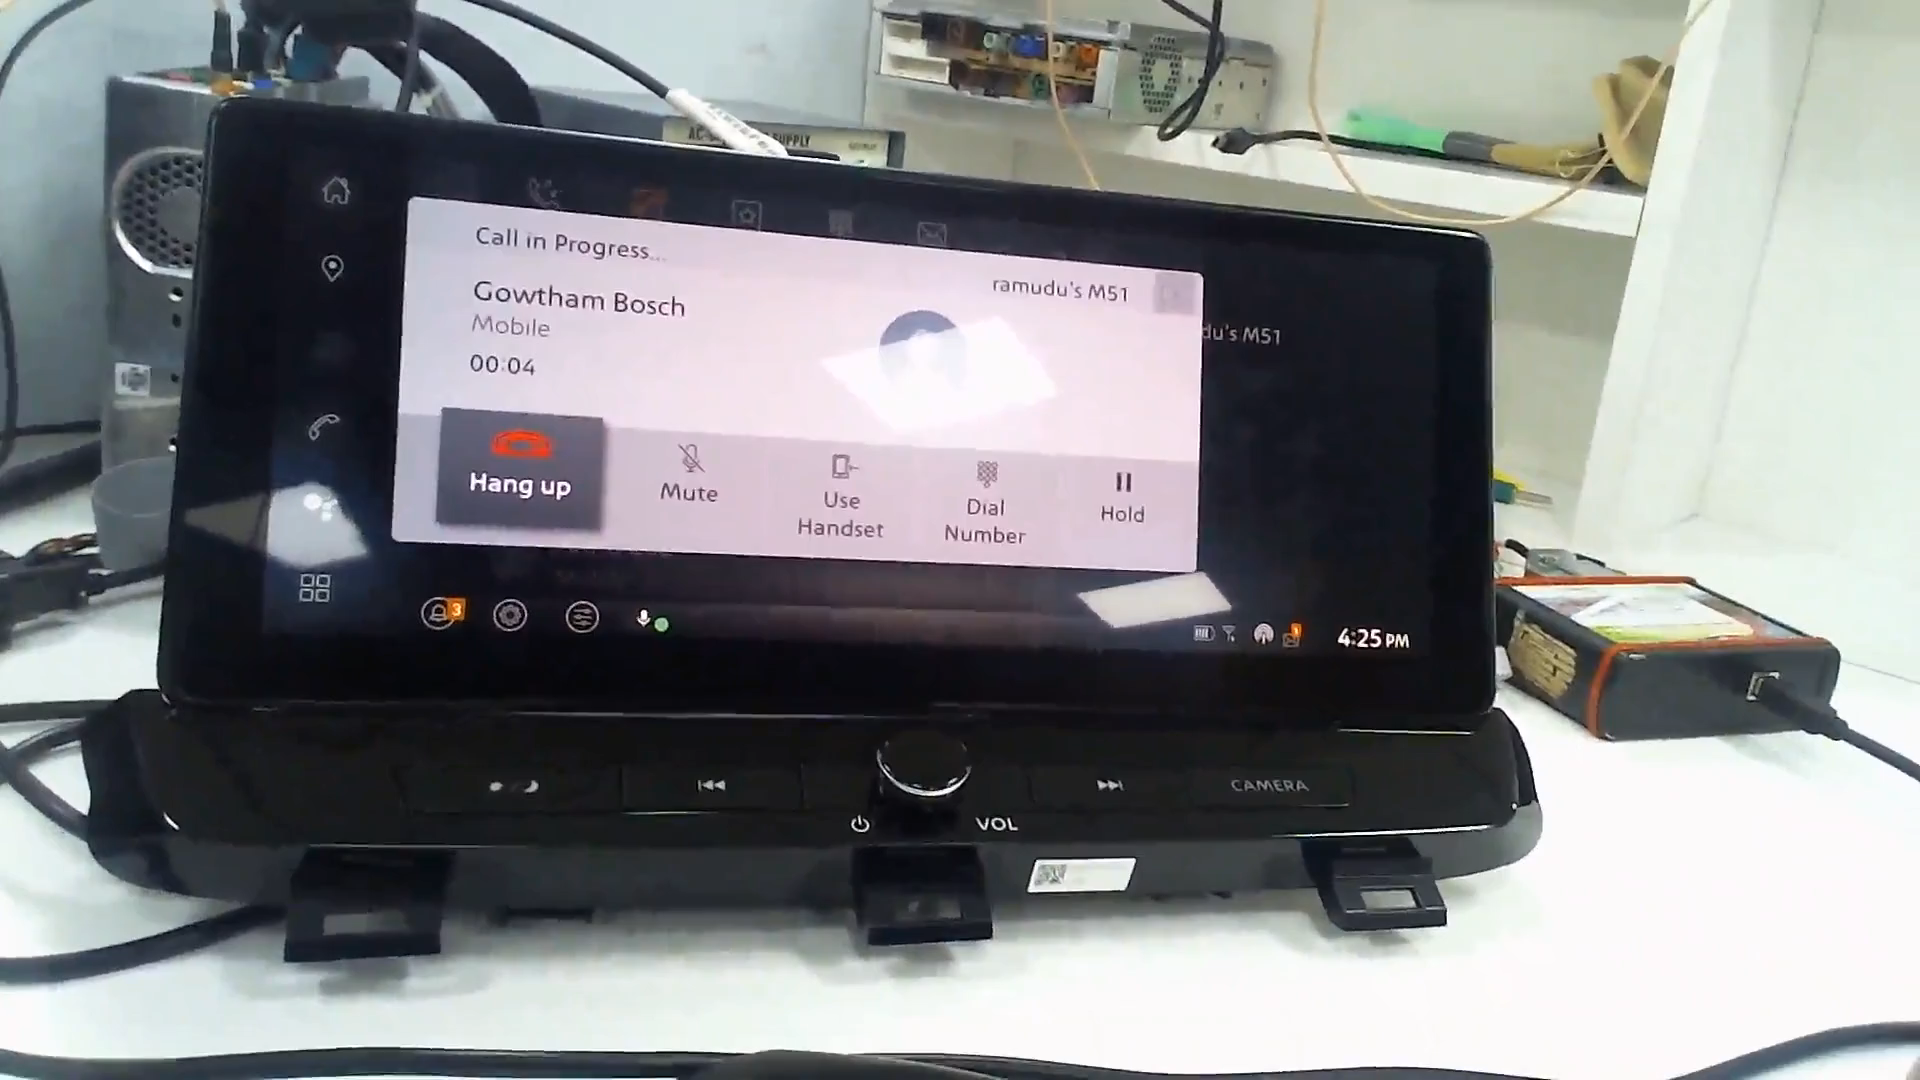 Call in Progress...
ramudu's M51
Gowtham Bosch
Mobile
du's M51
00:04
Hang up
Mute
Use
Handset
Dial
Number
Hold
3
4:25 PM
CAMERA
VOL